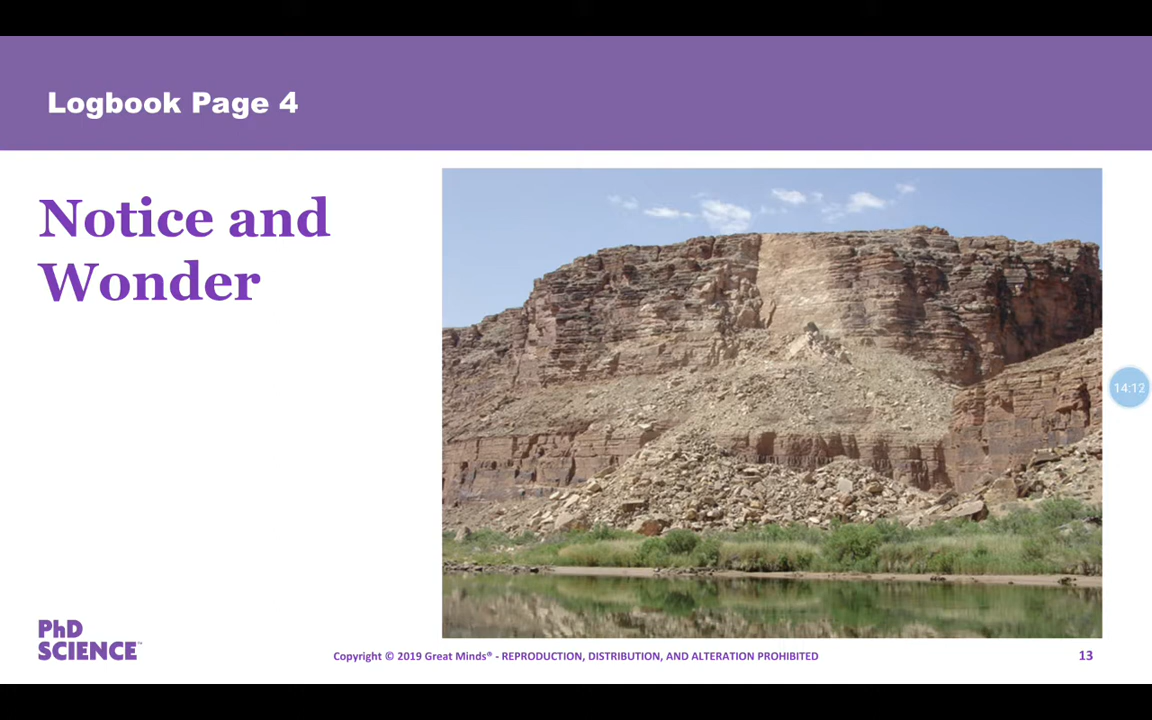 Logbook Page 4
Notice and
Wonder
14:12
PhD
SCIENCE™
Copyright © 2019 Great Minds® - REPRODUCTION, DISTRIBUTION, AND ALTERATION PROHIBITED
13